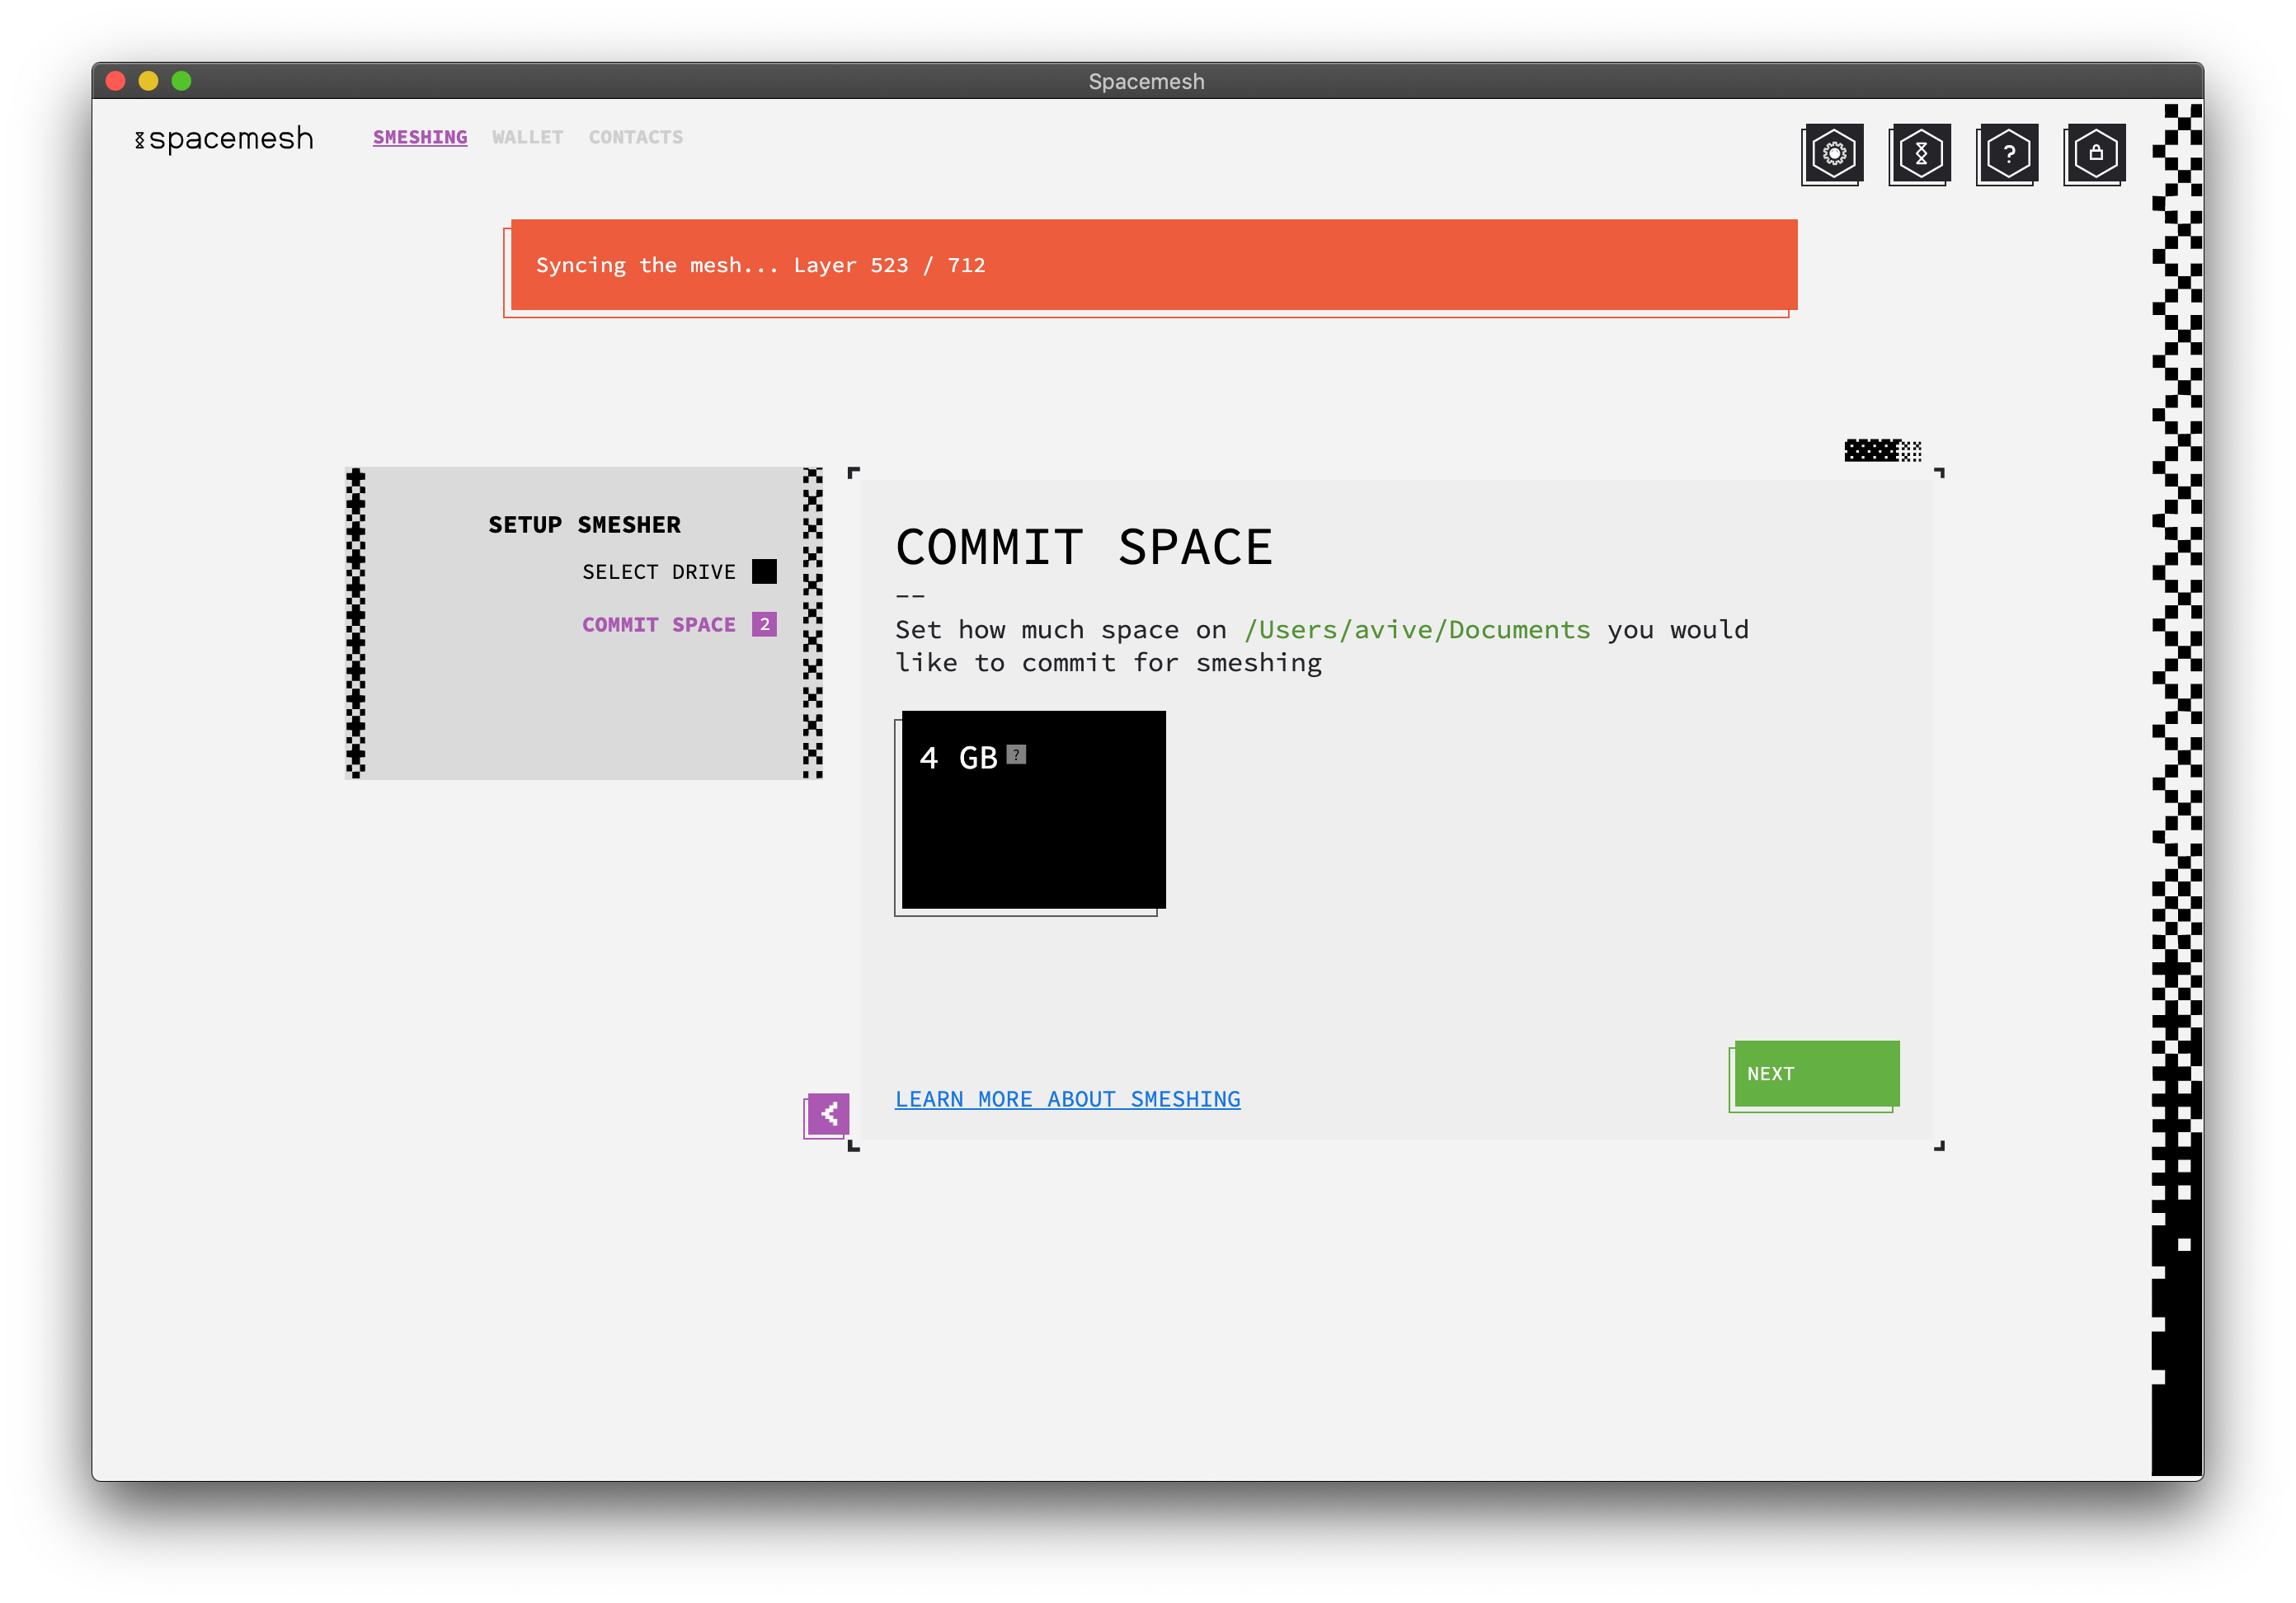 Spacemesh
spacemesh
SMESHING WALLET CONTACTS
?
Syncing the mesh... Layer 523 / 712
SETUP SMESHER
SELECT DRIVE
COMMIT SPACE 2
COMMIT SPACE
--
Set how much space on /Users/avive/Documents you would
like to commit for smeshing
4 GB ?
LEARN MORE ABOUT SMESHING
NEXT